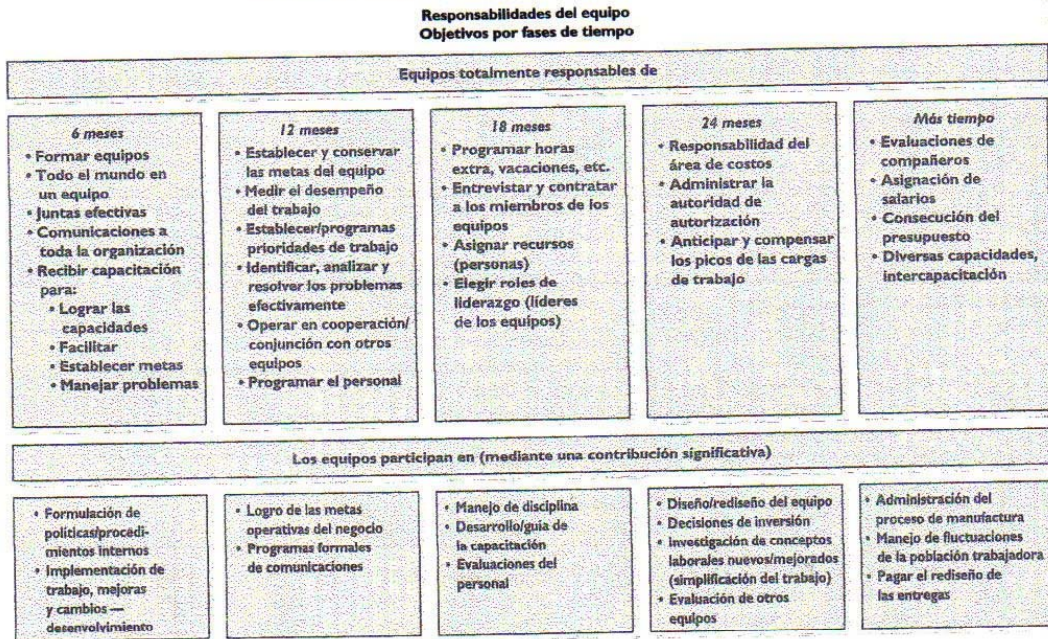 Responsabilidades del equipo
Objetivos por fases de tiempo
Equipos totalmente responsables de
6 meses
• Formar equipos
• Todo el mundo en
un equipo
• Juntas efectivas
• Comunicaciones a
toda la organización
• Recibir capacitación
para:
• Lograr las
capacidades
• Facilitar
• Establecer metas
• Manejar problemas
12 meses
• Establecer y conservar
las metas del equipo
• Medir el desempeño
del trabajo
• Establecer/programas
prioridades de trabajo
• Identificar, analizar y
resolver los problemas
efectivamente
• Operar en cooperación/
conjunción con otros
equipos
• Programar el personal
18 meses
• Programar horas
extra, vacaciones, etc.
• Entrevistar y contratar
a los miembros de los
equipos
• Asignar recursos
(personas)
• Elegir roles de
liderazgo (líderes
de los equipos)
24 meses
• Responsabilidad del
área de costos
• Administrar la
autoridad de
autorización
• Anticipar y compensar
los picos de las cargas
de trabajo
Más tiempo
• Evaluaciones de
compañeros
• Asignación de
salarios
• Consecución del
presupuesto
• Diversas capacidades,
intercapacitación
Los equipos participan en (mediante una contribución significativa)
• Formulación de
políticas/procedi-
mientos internos
• Implementación de
trabajo, mejoras
y cambios —
desenvolvimiento
• Logro de las metas
operativas del negocio
• Programas formales
de comunicaciones
• Manejo de disciplina
• Desarrollo/guía de
la capacitación
• Evaluaciones del
personal
• Diseño/rediseño del equipo
• Decisiones de inversión
• Investigación de conceptos
laborales nuevos/mejorados
(simplificación del trabajo)
• Evaluación de otros
equipos
• Administración del
proceso de manufactura
• Manejo de fluctuaciones
de la población trabajadora
• Pagar el rediseño de
las entregas